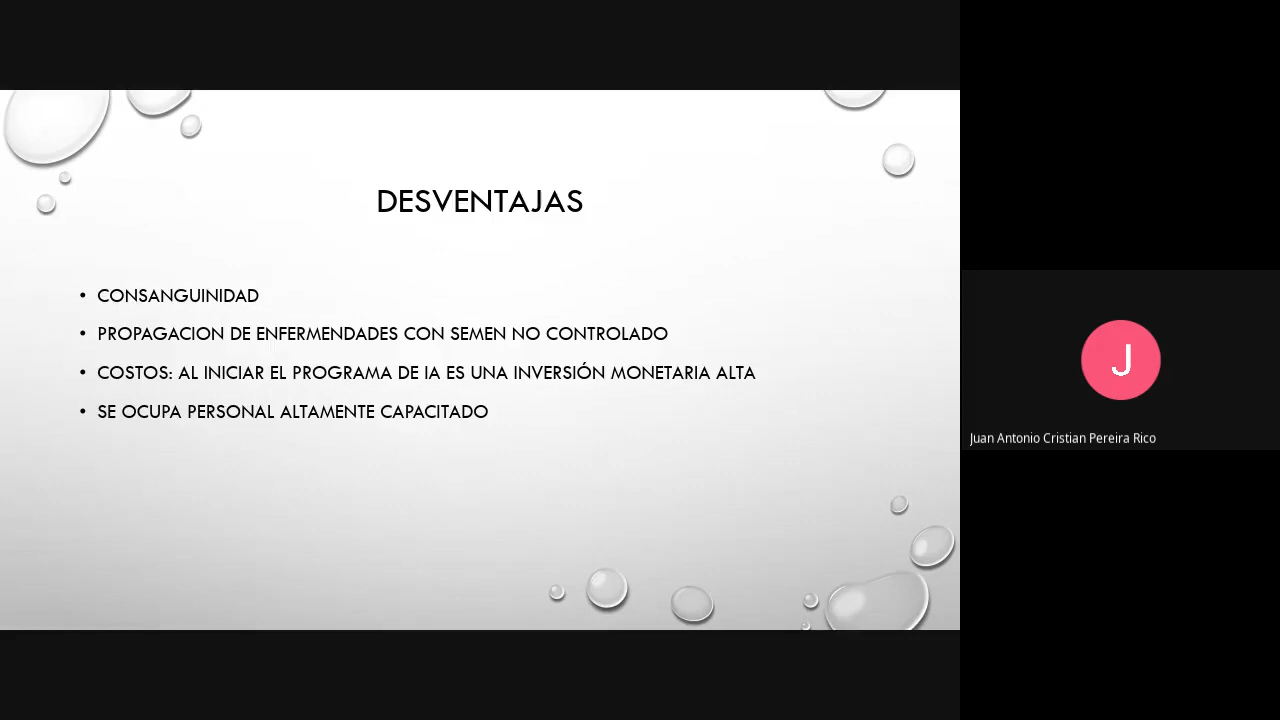 DESVENTAJAS
• CONSANGUINIDAD
• PROPAGACION DE ENFERMENDADES CON SEMEN NO CONTROLADO
• COSTOS: AL INICIAR EL PROGRAMA DE IA ES UNA INVERSIÓN MONETARIA ALTA
• SE OCUPA PERSONAL ALTAMENTE CAPACITADO
J
Juan Antonio Cristian Pereira Rico